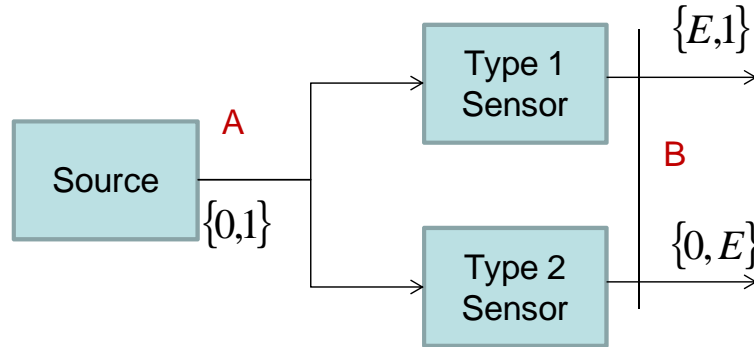 {E,1}
Type 1
Sensor
A
Source
B
{0,1}
Type 2
Sensor
{0, E}